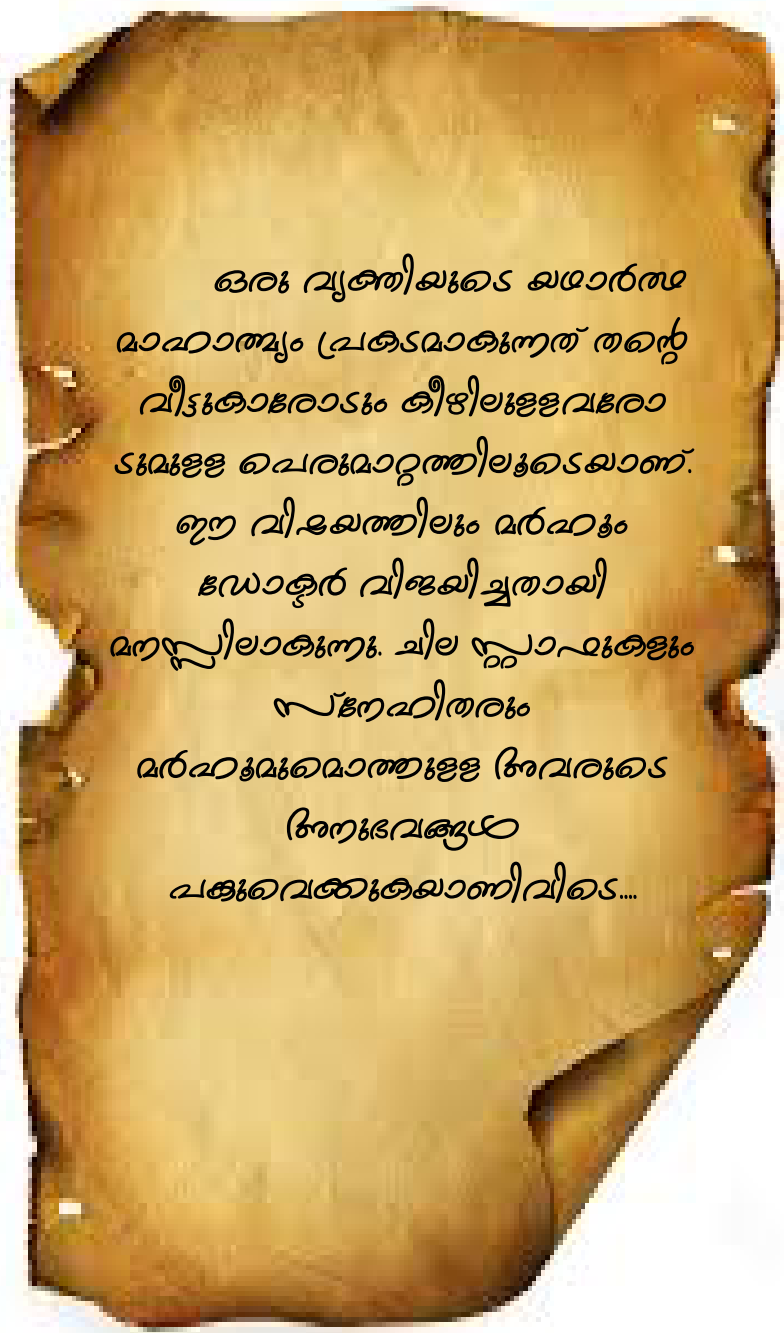 ഒരു വ്യക്തിയുടെ യഥാർത്ഥ
മാഹാത്മ്യം പ്രകടമാകുന്നത് തന്റെ
വീട്ടുകാരോടും കീഴിലുള്ളവരോ
ടുമുള്ള പെരുമാറ്റത്തിലൂടെയാണ്.
ഈ വിഷയത്തിലും മർഹൂം
ഡോക്ടർ വിജയിച്ചതായി
മനസ്സിലാകുന്നു. ചില സ്റ്റാഫുകളും
സ്നേഹിതരും
മർഹൂമുമൊത്തുള്ള അവരുടെ
അനുഭവങ്ങൾ
പങ്കുവെക്കുകയാണിവിടെ....